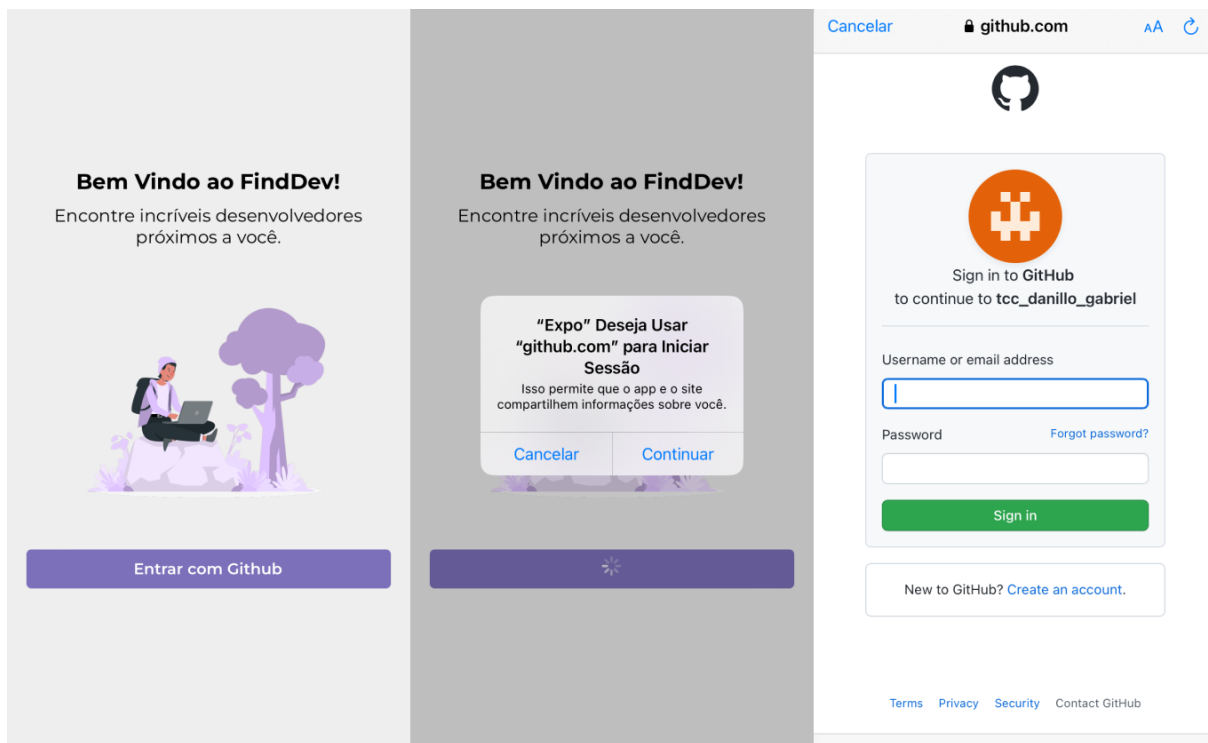 Bem Vindo ao FindDev!
Encontre incríveis desenvolvedores
próximos a você.
Entrar com Github
Bem Vindo ao FindDev!
Encontre incríveis desenvolvedores
próximos a você.
“Expo” Deseja Usar
“github.com” para Iniciar
Sessão
Isso permite que o app e o site
compartilhem informações sobre você.
Cancelar Continuar
Cancelar github.com AA
Sign in to GitHub
to continue to tcc_danillo_gabriel
Username or email address
Password Forgot password?
Sign in
New to GitHub? Create an account.
Terms Privacy Security Contact GitHub